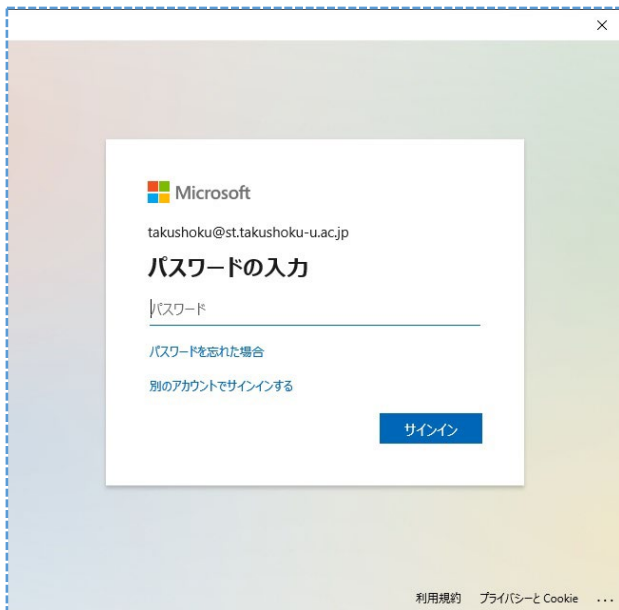 Microsoft
takushoku@st.takushoku-u.ac.jp
パスワードの入力
パスワード
パスワードを忘れた場合
別のアカウントでサインインする
サインイン
利用規約 プライバシーと Cookie ...